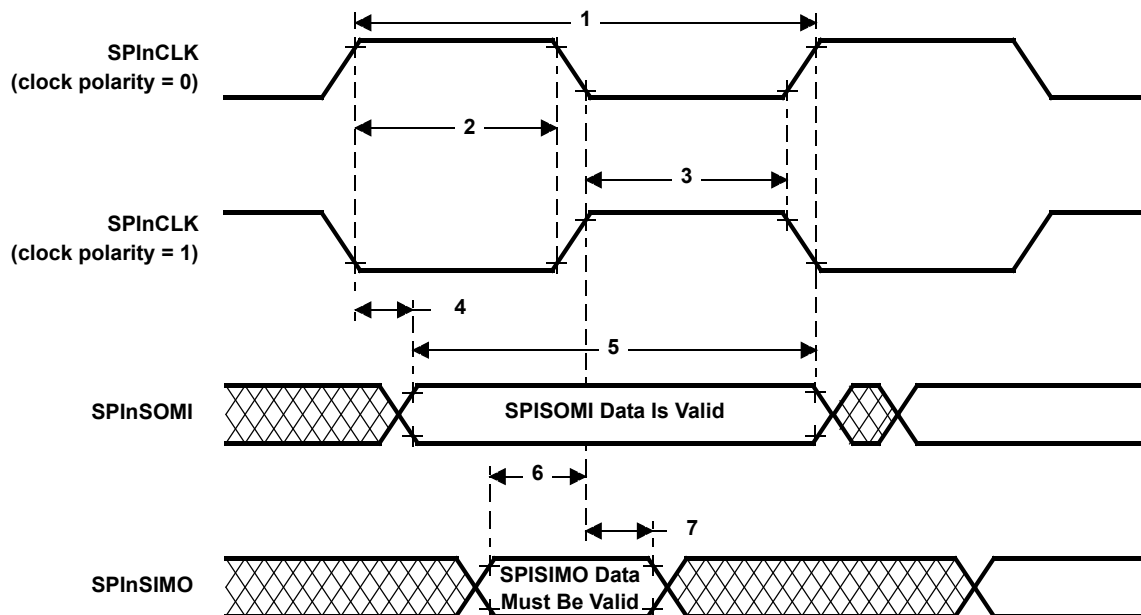 1
SPInCLK
(clock polarity = 0)
2
3
SPInCLK
(clock polarity = 1)
4
5
SPInSOMI
SPISOMI Data Is Valid
6
7
SPInSIMO
SPISIMO Data
Must Be Valid